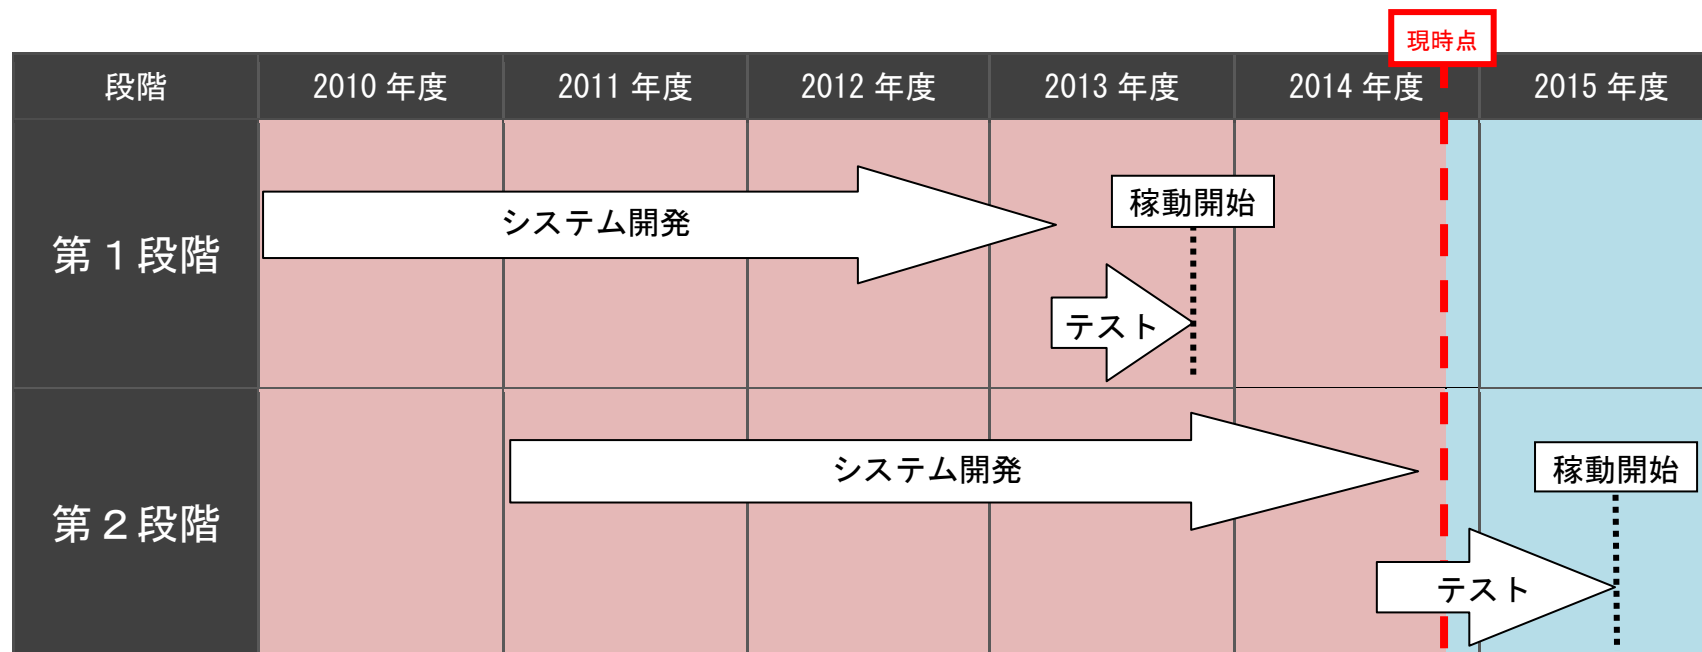 現時点
段階 2010 年度 2011 年度 2012 年度 2013 年度 2014 年度 2015 年度
第１段階
システム開発
稼動開始
テスト
第２段階
システム開発
稼動開始
テスト